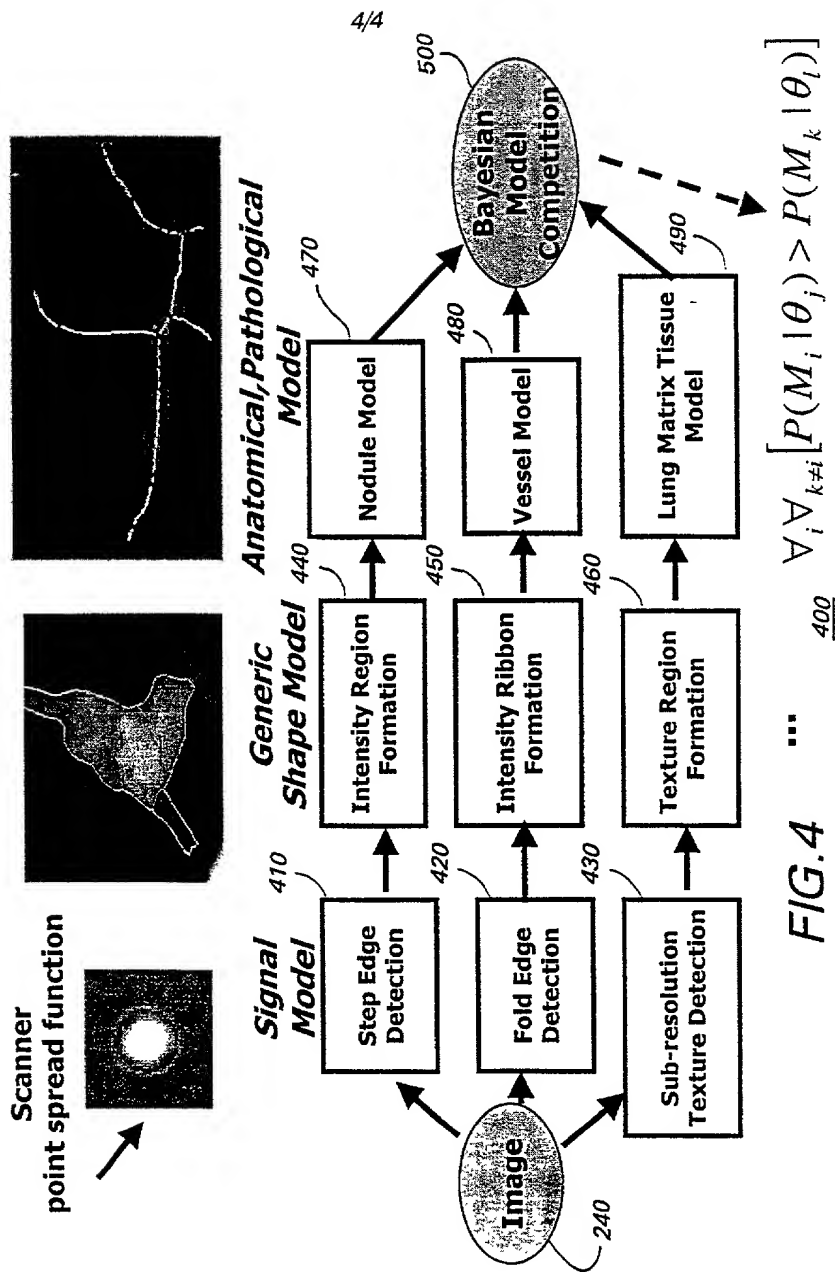 4/4
Scanner
point spread function
Signal
Model
Generic
Shape Model
Anatomical,Pathological
Model
Image
240
410
Step Edge
Detection
420
Fold Edge
Detection
430
Sub-resolution
Texture Detection
440
Intensity Region
Formation
450
Intensity Ribbon
Formation
460
Texture Region
Formation
470
Nodule Model
480
Vessel Model
490
Lung Matrix Tissue
Model
500
Bayesian
Model
Competition
∀_i ∀_{k≠i} [P(M_i | θ_j) > P(M_k | θ_l)]
FIG.4
...
400